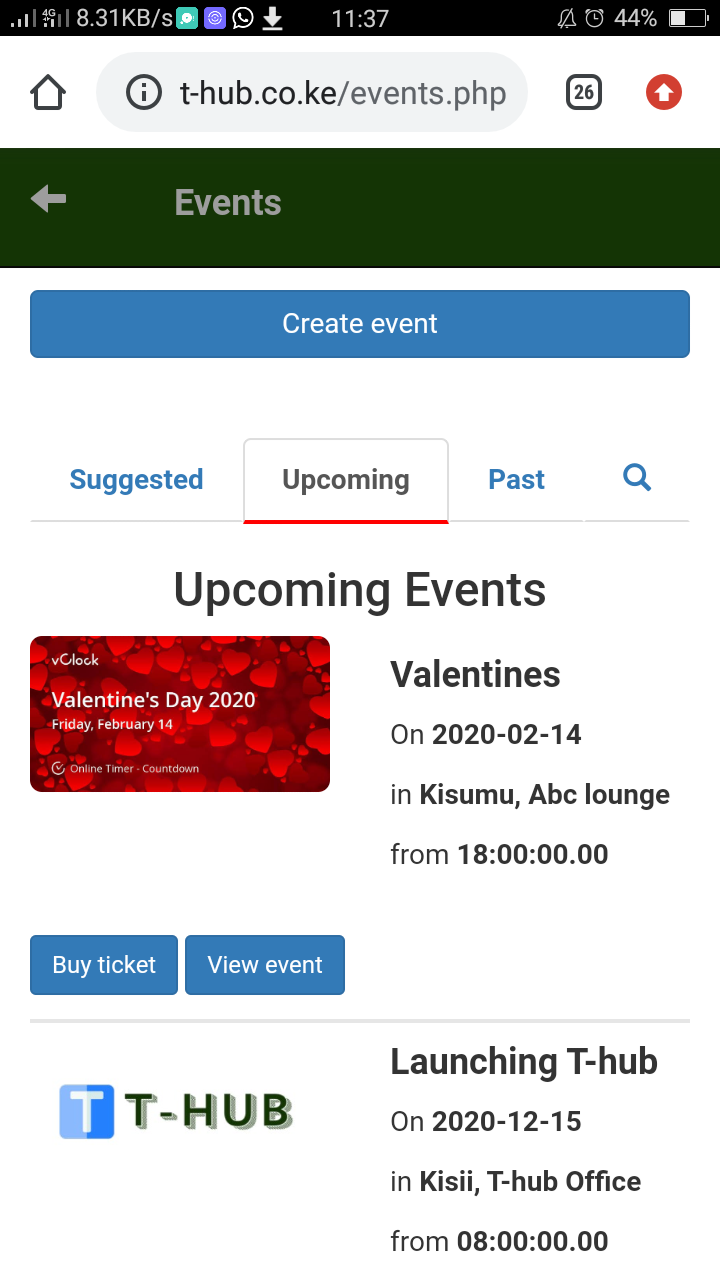 4G 8.31KB/s 11:37 44%
t-hub.co.ke/events.php 26
Events
Create event
Suggested Upcoming Past
Upcoming Events
vClock
Valentine's Day 2020
Friday, February 14
Online Timer - Countdown
Valentines
On 2020-02-14
in Kisumu, Abc lounge
from 18:00:00.00
Buy ticket View event
T T-HUB
Launching T-hub
On 2020-12-15
in Kisii, T-hub Office
from 08:00:00.00